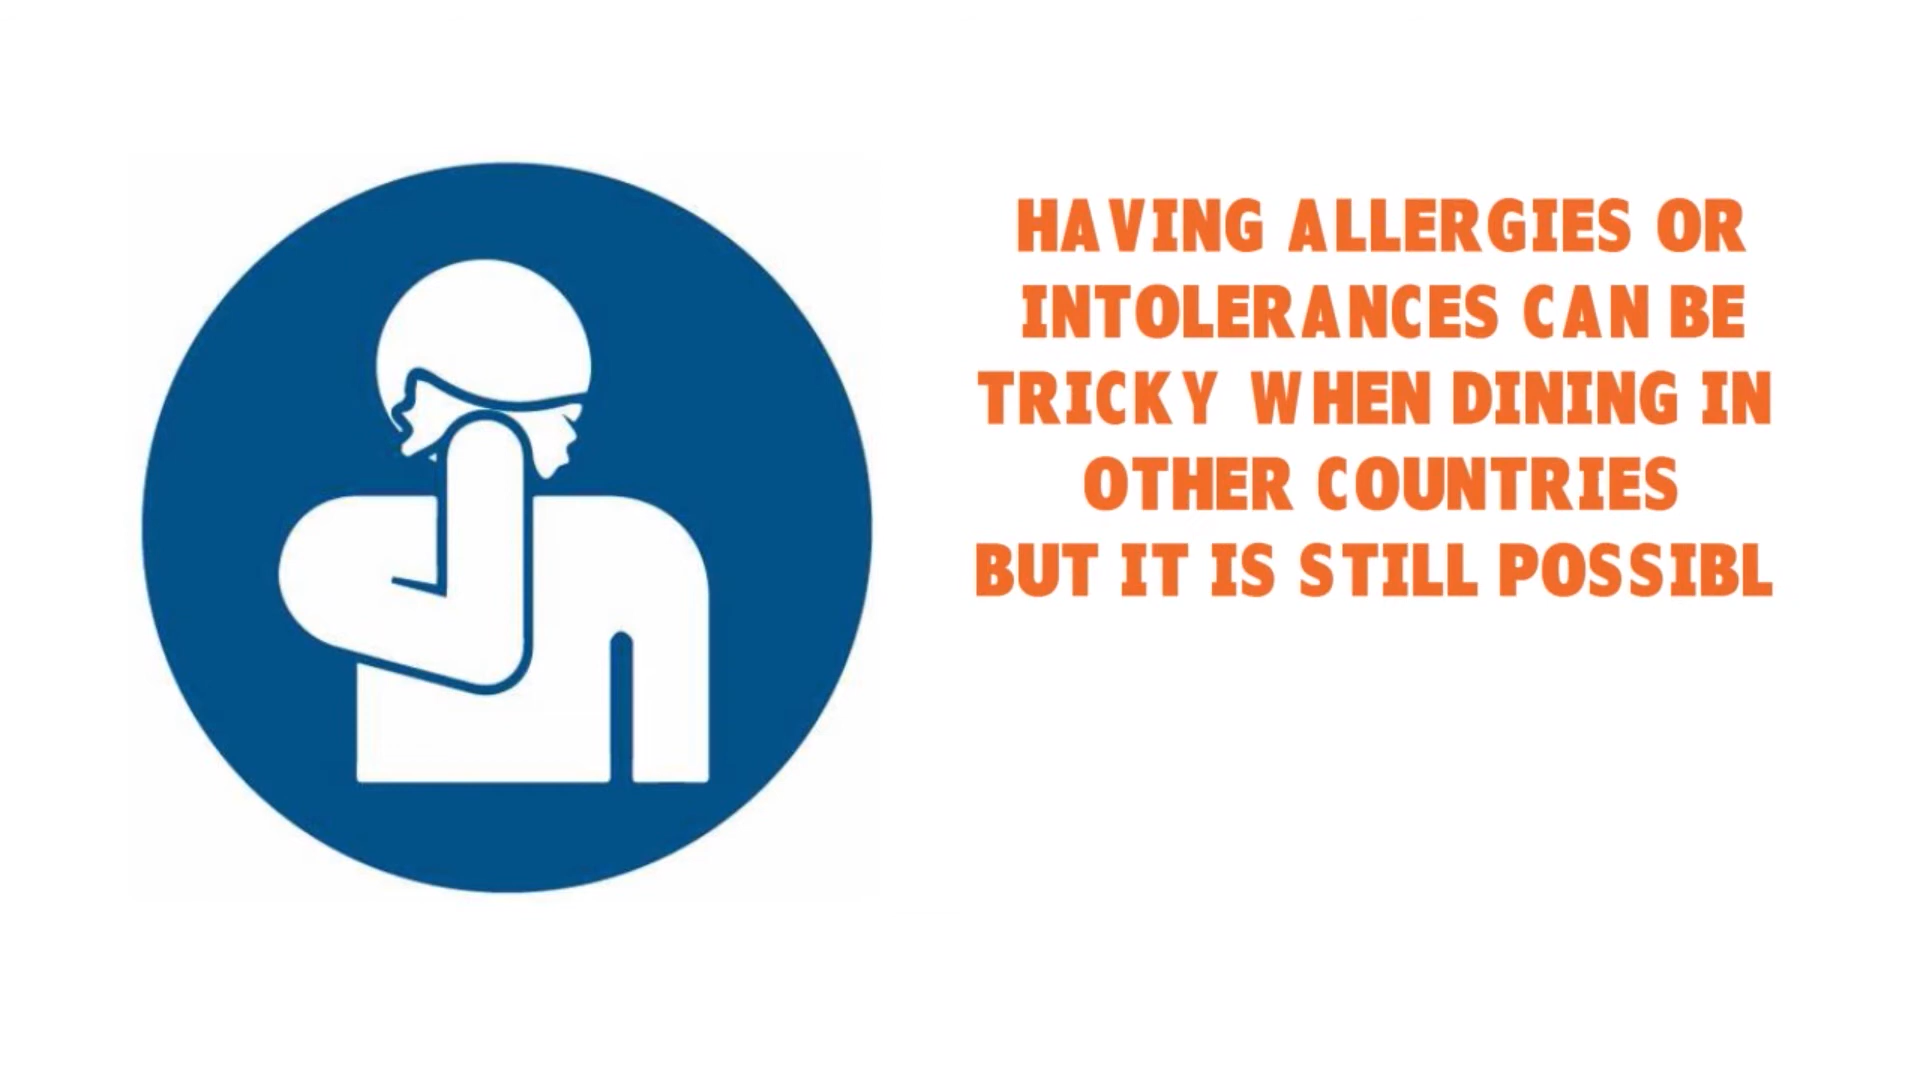 HAVING ALLERGIES OR
INTOLERANCES CAN BE
TRICKY WHEN DINING IN
OTHER COUNTRIES
BUT IT IS STILL POSSIBL